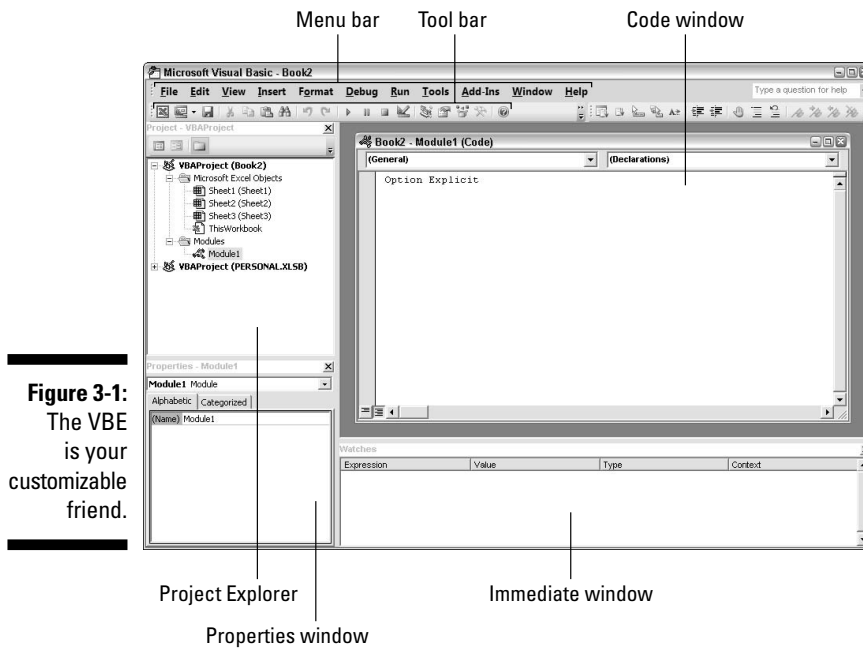 Menu bar
Tool bar
Code window
Microsoft Visual Basic - Book2
File Edit View Insert Format Debug Run Tools Add-Ins Window Help
Type a question for help
Project - VBAProject
VBAProject (Book2)
Microsoft Excel Objects
Sheet1 (Sheet1)
Sheet2 (Sheet2)
Sheet3 (Sheet3)
ThisWorkbook
Modules
Module1
VBAProject (PERSONAL.XLSB)
Book2 - Module1 (Code)
(General)
(Declarations)
Option Explicit
Properties - Module1
Module1 Module
Alphabetic Categorized
(Name) Module1
Watches
Expression Value Type Context
Figure 3-1:
The VBE
is your
customizable
friend.
Project Explorer
Immediate window
Properties window